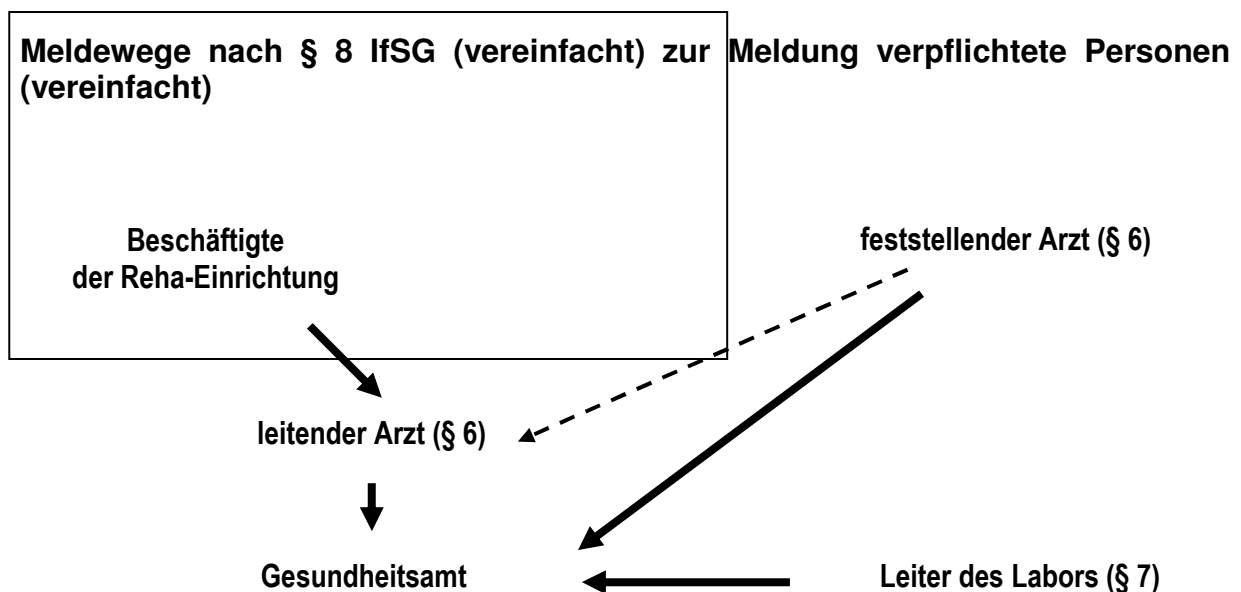 Meldewege nach § 8 IfSG (vereinfacht) zur Meldung verpflichtete Personen
(vereinfacht)
Beschäftigte
der Reha-Einrichtung
feststellender Arzt (§ 6)
leitender Arzt (§ 6)
Gesundheitsamt
Leiter des Labors (§ 7)